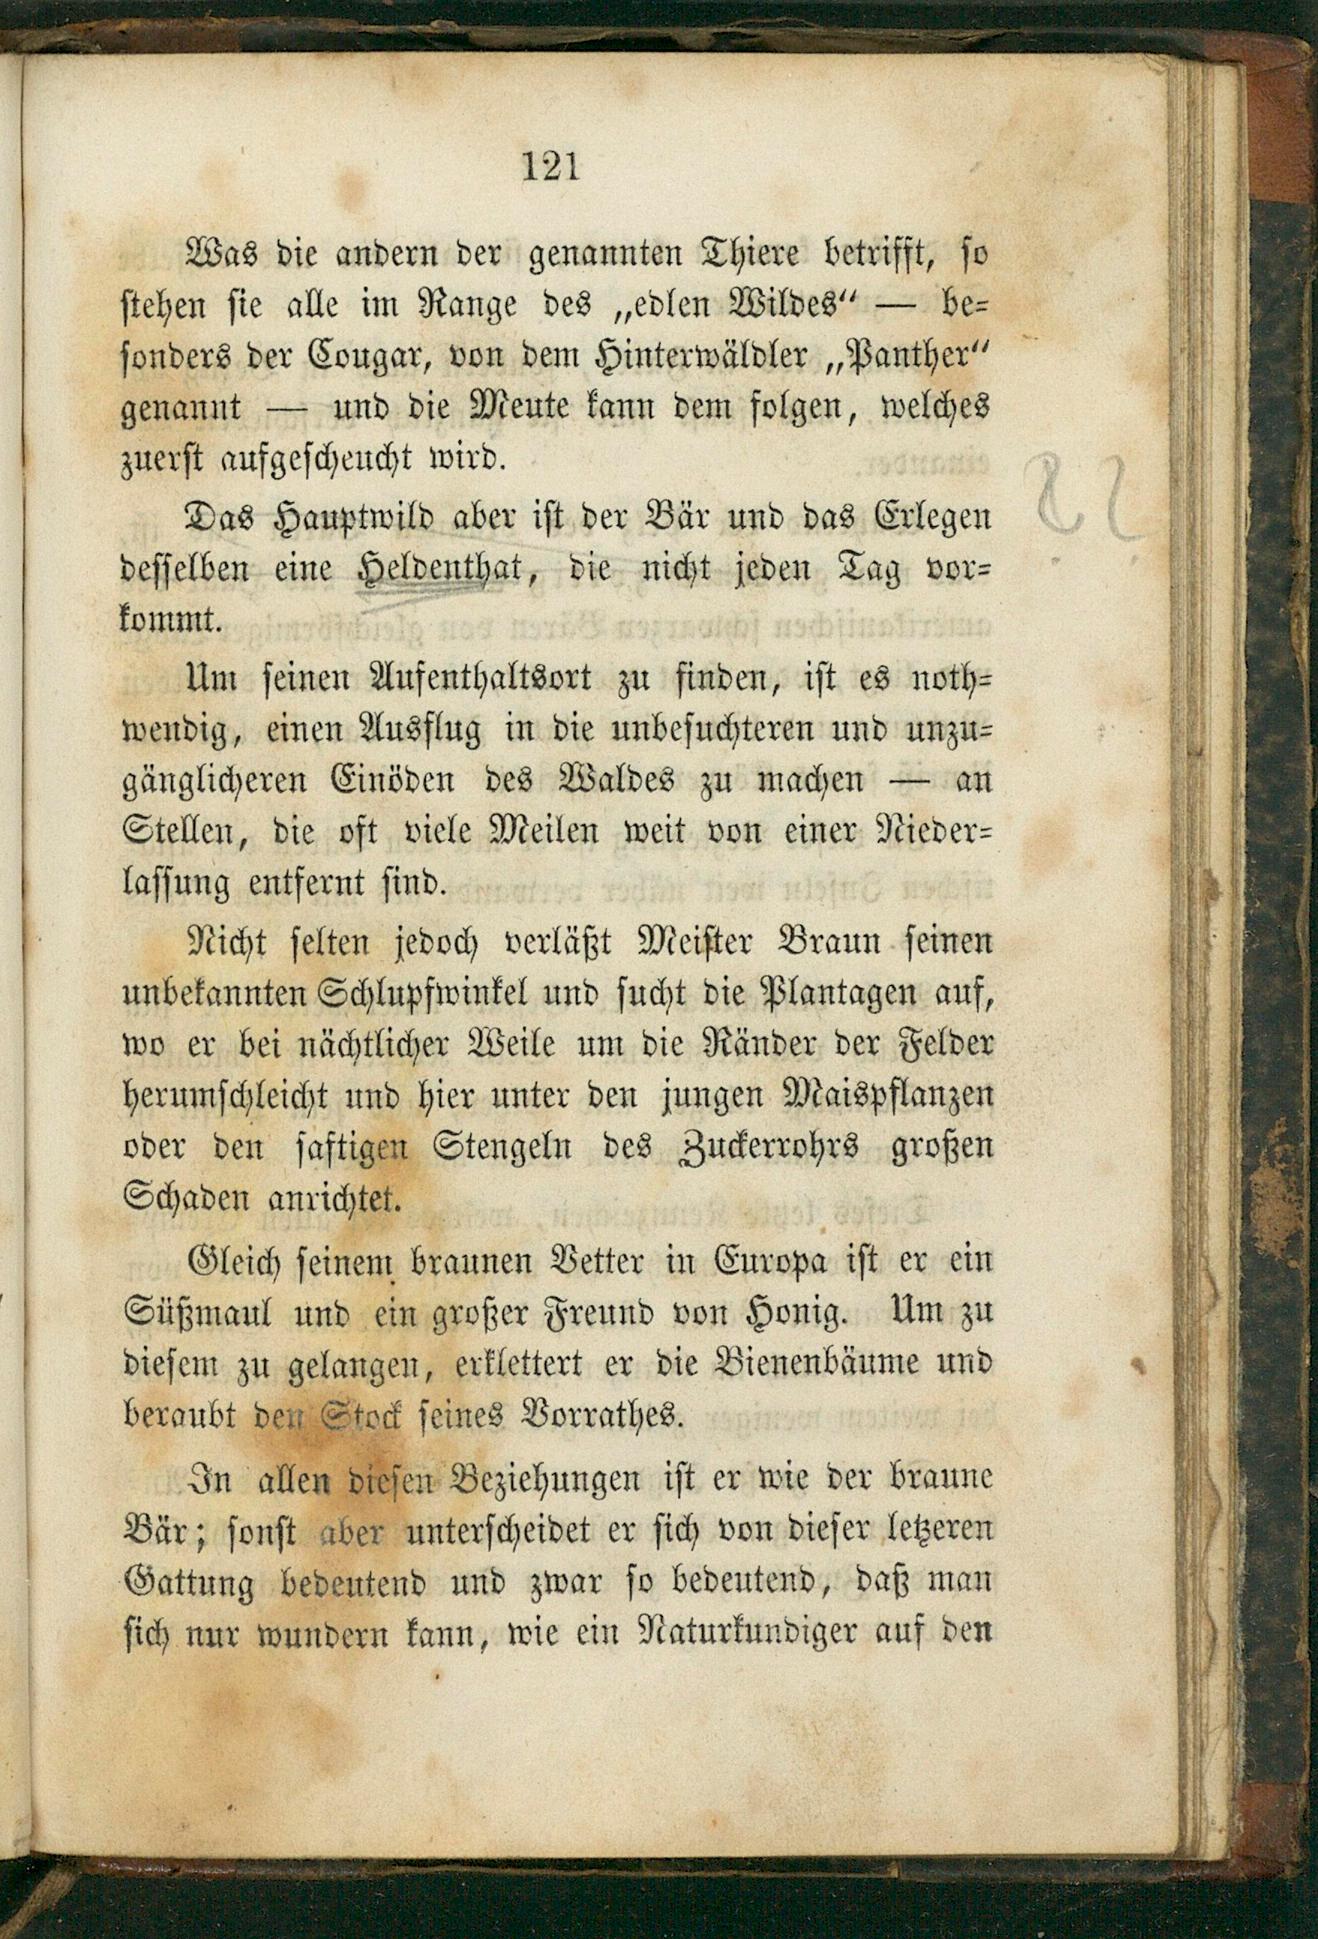 121
Was die andern der genannten Thiere betrifft, so
stehen sie alle im Range des „edlen Wildes“ — be=
sonders der Cougar, von dem Hinterwäldler „Panther“
genannt — und die Meute kann dem folgen, welches
zuerst aufgescheucht wird.
Das Hauptwild aber ist der Bär und das Erlegen
desselben eine Heldenthat, die nicht jeden Tag vor=
kommt.
Um seinen Aufenthaltsort zu finden, ist es noth=
wendig, einen Ausflug in die unbesuchteren und unzu=
gänglicheren Einöden des Waldes zu machen — an
Stellen, die oft viele Meilen weit von einer Nieder=
lassung entfernt sind.
Nicht selten jedoch verläßt Meister Braun seinen
unbekannten Schlupfwinkel und sucht die Plantagen auf,
wo er bei nächtlicher Weile um die Ränder der Felder
herumschleicht und hier unter den jungen Maispflanzen
oder den saftigen Stengeln des Zuckerrohrs großen
Schaden anrichtet.
Gleich seinem braunen Vetter in Europa ist er ein
Süßmaul und ein großer Freund von Honig. Um zu
diesem zu gelangen, erklettert er die Bienenbäume und
beraubt den Stock seines Vorrathes.
In allen diesen Beziehungen ist er wie der braune
Bär; sonst aber unterscheidet er sich von dieser letzeren
Gattung bedeutend und zwar so bedeutend, daß man
sich nur wundern kann, wie ein Naturkundiger auf den